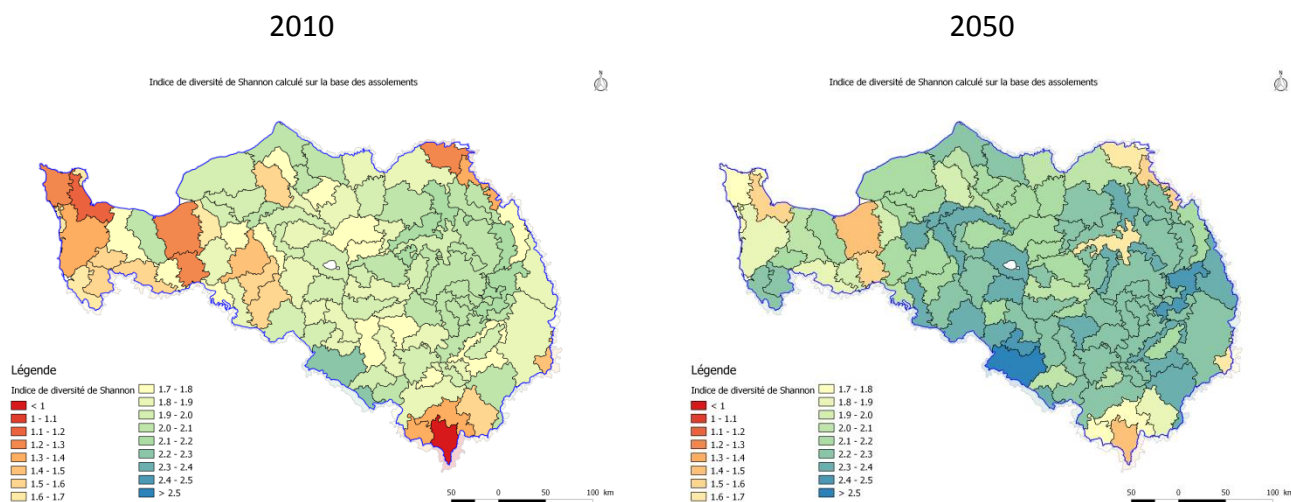 2010
Indice de diversité de Shannon calculé sur la base des assolements
N
Légende
Indice de diversité de Shannon
< 1
1 - 1.1
1.1 - 1.2
1.2 - 1.3
1.3 - 1.4
1.4 - 1.5
1.5 - 1.6
1.6 - 1.7
1.7 - 1.8
1.8 - 1.9
1.9 - 2.0
2.0 - 2.1
2.1 - 2.2
2.2 - 2.3
2.3 - 2.4
2.4 - 2.5
> 2.5
50 0 50 100 km
2050
Indice de diversité de Shannon calculé sur la base des assolements
N
Légende
Indice de diversité de Shannon
< 1
1 - 1.1
1.1 - 1.2
1.2 - 1.3
1.3 - 1.4
1.4 - 1.5
1.5 - 1.6
1.6 - 1.7
1.7 - 1.8
1.8 - 1.9
1.9 - 2.0
2.0 - 2.1
2.1 - 2.2
2.2 - 2.3
2.3 - 2.4
2.4 - 2.5
> 2.5
50 0 50 100 km